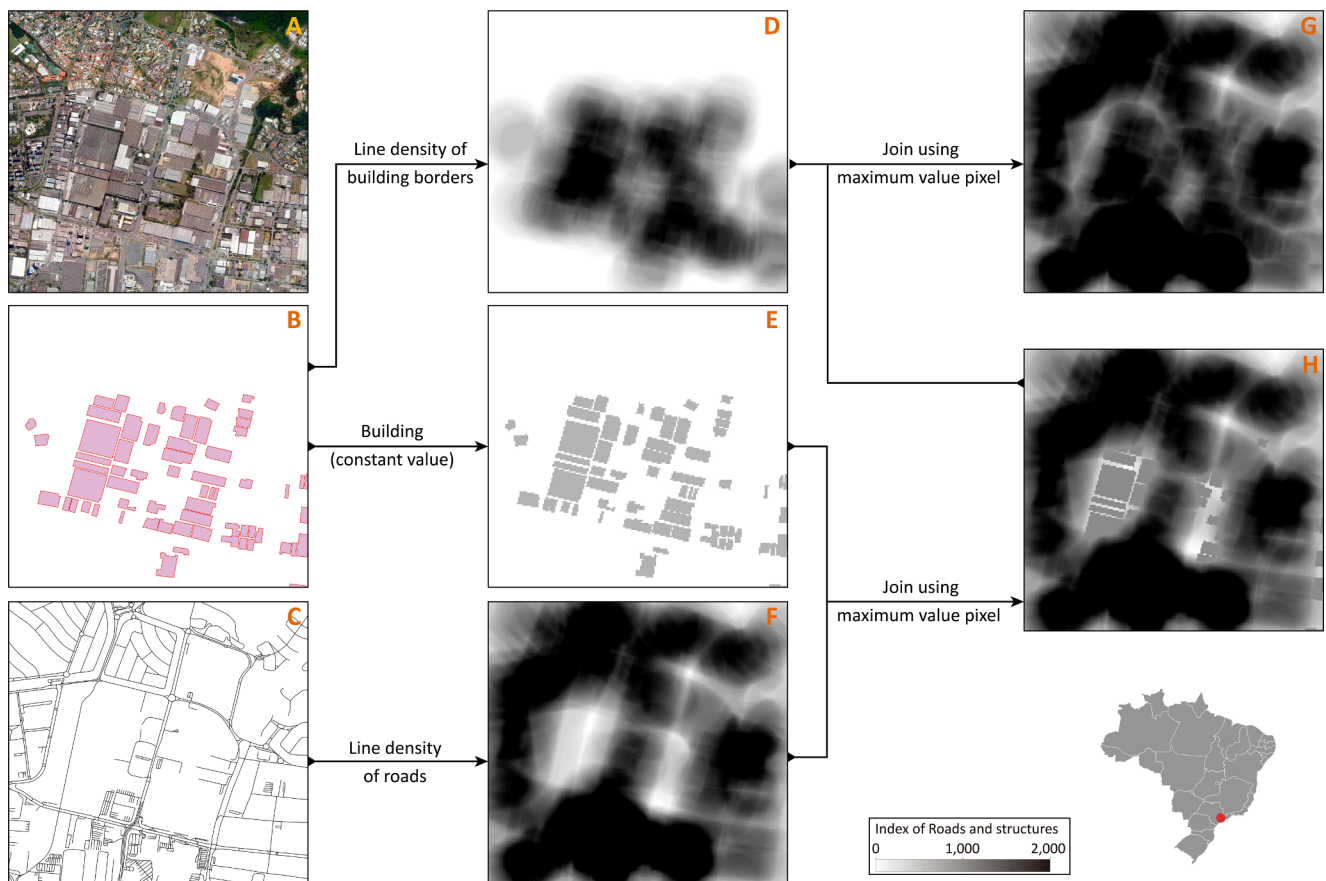 A
D
G
Line density of
building borders
Join using
maximum value pixel
B
E
H
Building
(constant value)
Join using
maximum value pixel
C
F
Line density
of roads
Index of Roads and structures
0 1,000 2,000